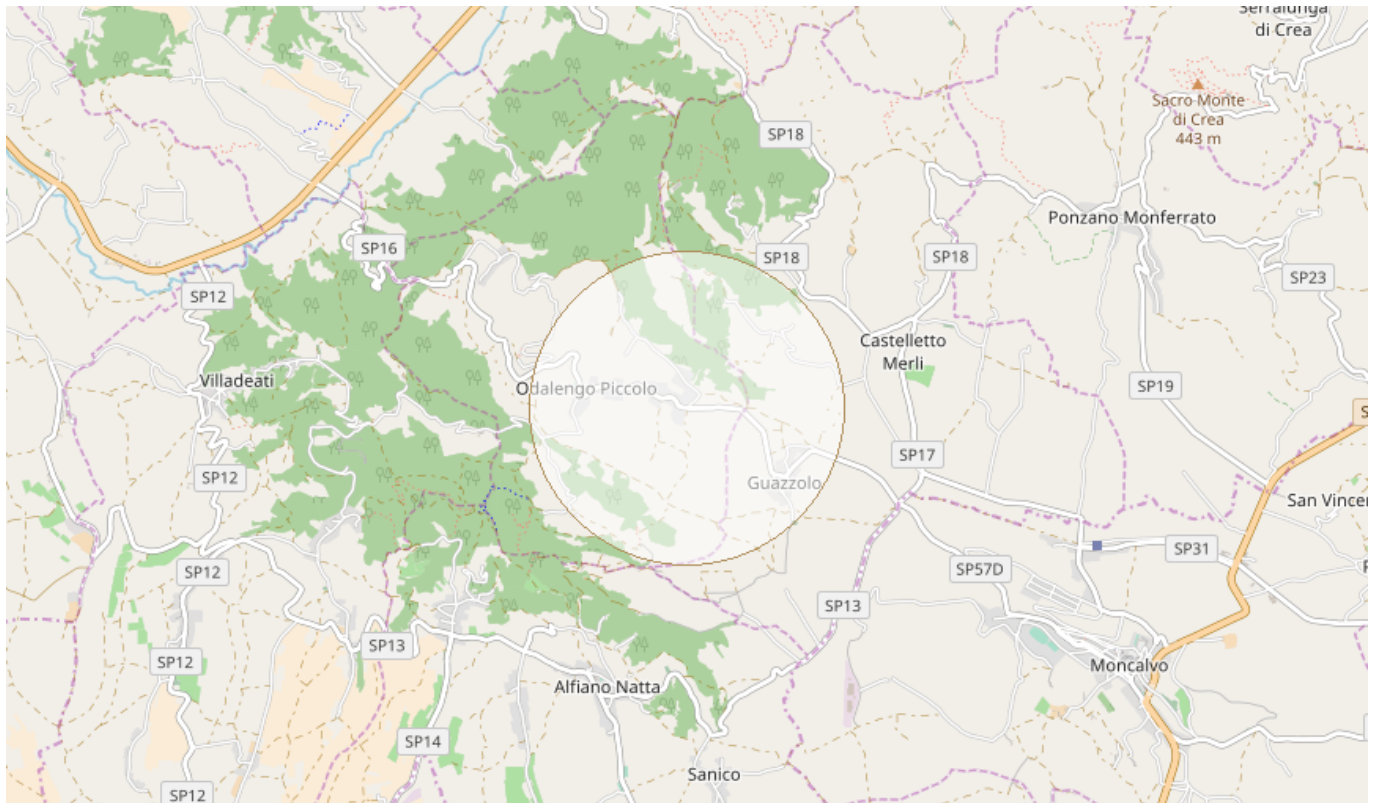 Serralunga
di Crea
Sacro Monte
di Crea
443 m
SP18
Ponzano Monferrato
SP16
SP18
SP18
SP23
SP12
Castelletto
Merli
Villadeati
Odalengo Piccolo
SP19
SP17
SP12
Guazzolo
San Vincen
SP31
SP12
SP57D
SP13
SP13
SP12
Moncalvo
Alfiano Natta
SP14
Sanico
SP12